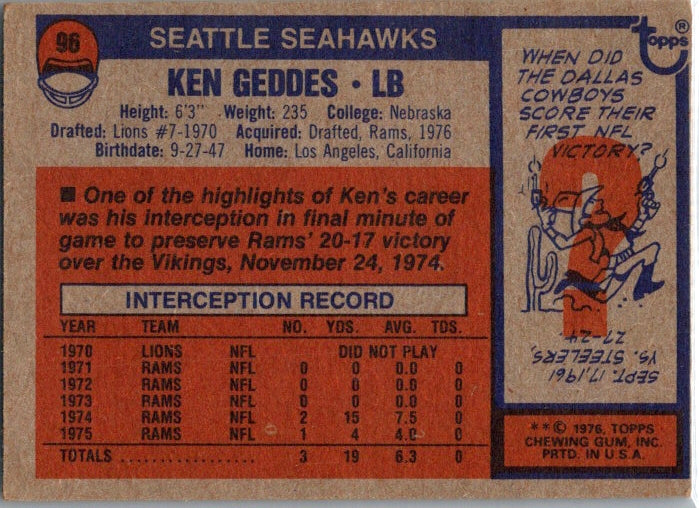 96
SEATTLE SEAHAWKS
KEN GEDDES • LB
Height: 6'3" Weight: 235 College: Nebraska
Drafted: Lions #7-1970 Acquired: Drafted, Rams, 1976
Birthdate: 9-27-47 Home: Los Angeles, California
■ One of the highlights of Ken's career
was his interception in final minute of
game to preserve Rams' 20-17 victory
over the Vikings, November 24, 1974.
INTERCEPTION RECORD
YEAR TEAM NO. YDS. AVG. TDS.
1970 LIONS NFL DID NOT PLAY
1971 RAMS NFL 0 0 0.0 0
1972 RAMS NFL 0 0 0.0 0
1973 RAMS NFL 0 0 0.0 0
1974 RAMS NFL 2 15 7.5 0
1975 RAMS NFL 1 4 4.0 0
TOTALS .................. 3 19 6.3 0
topps®
WHEN DID
THE DALLAS
COWBOYS
SCORE THEIR
FIRST NFL
VICTORY?
?
SEPT. 17, 1961
VS. STEELERS,
27-24
**© 1976, TOPPS
CHEWING GUM, INC.
PRTD. IN U.S.A.